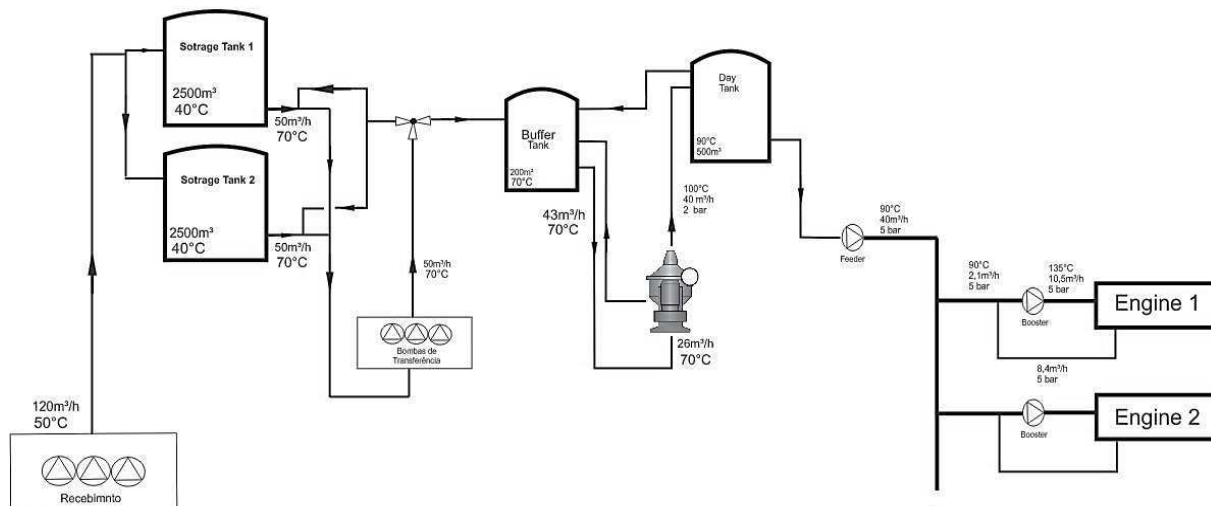 Sotrage Tank 1
2500m³
40°C
50m³/h
70°C
Sotrage Tank 2
2500m³
40°C
50m³/h
70°C
120m³/h
50°C
Recebimnto
50m³/h
70°C
Bombas de
Transferência
Buffer
Tank
200m³
70°C
43m³/h
70°C
26m³/h
70°C
100°C
40 m³/h
2 bar
Day
Tank
90°C
500m³
Feeder
90°C
40m³/h
5 bar
90°C
2,1m³/h
5 bar
135°C
10,5m³/h
5 bar
Booster
Engine 1
8,4m³/h
5 bar
Booster
Engine 2